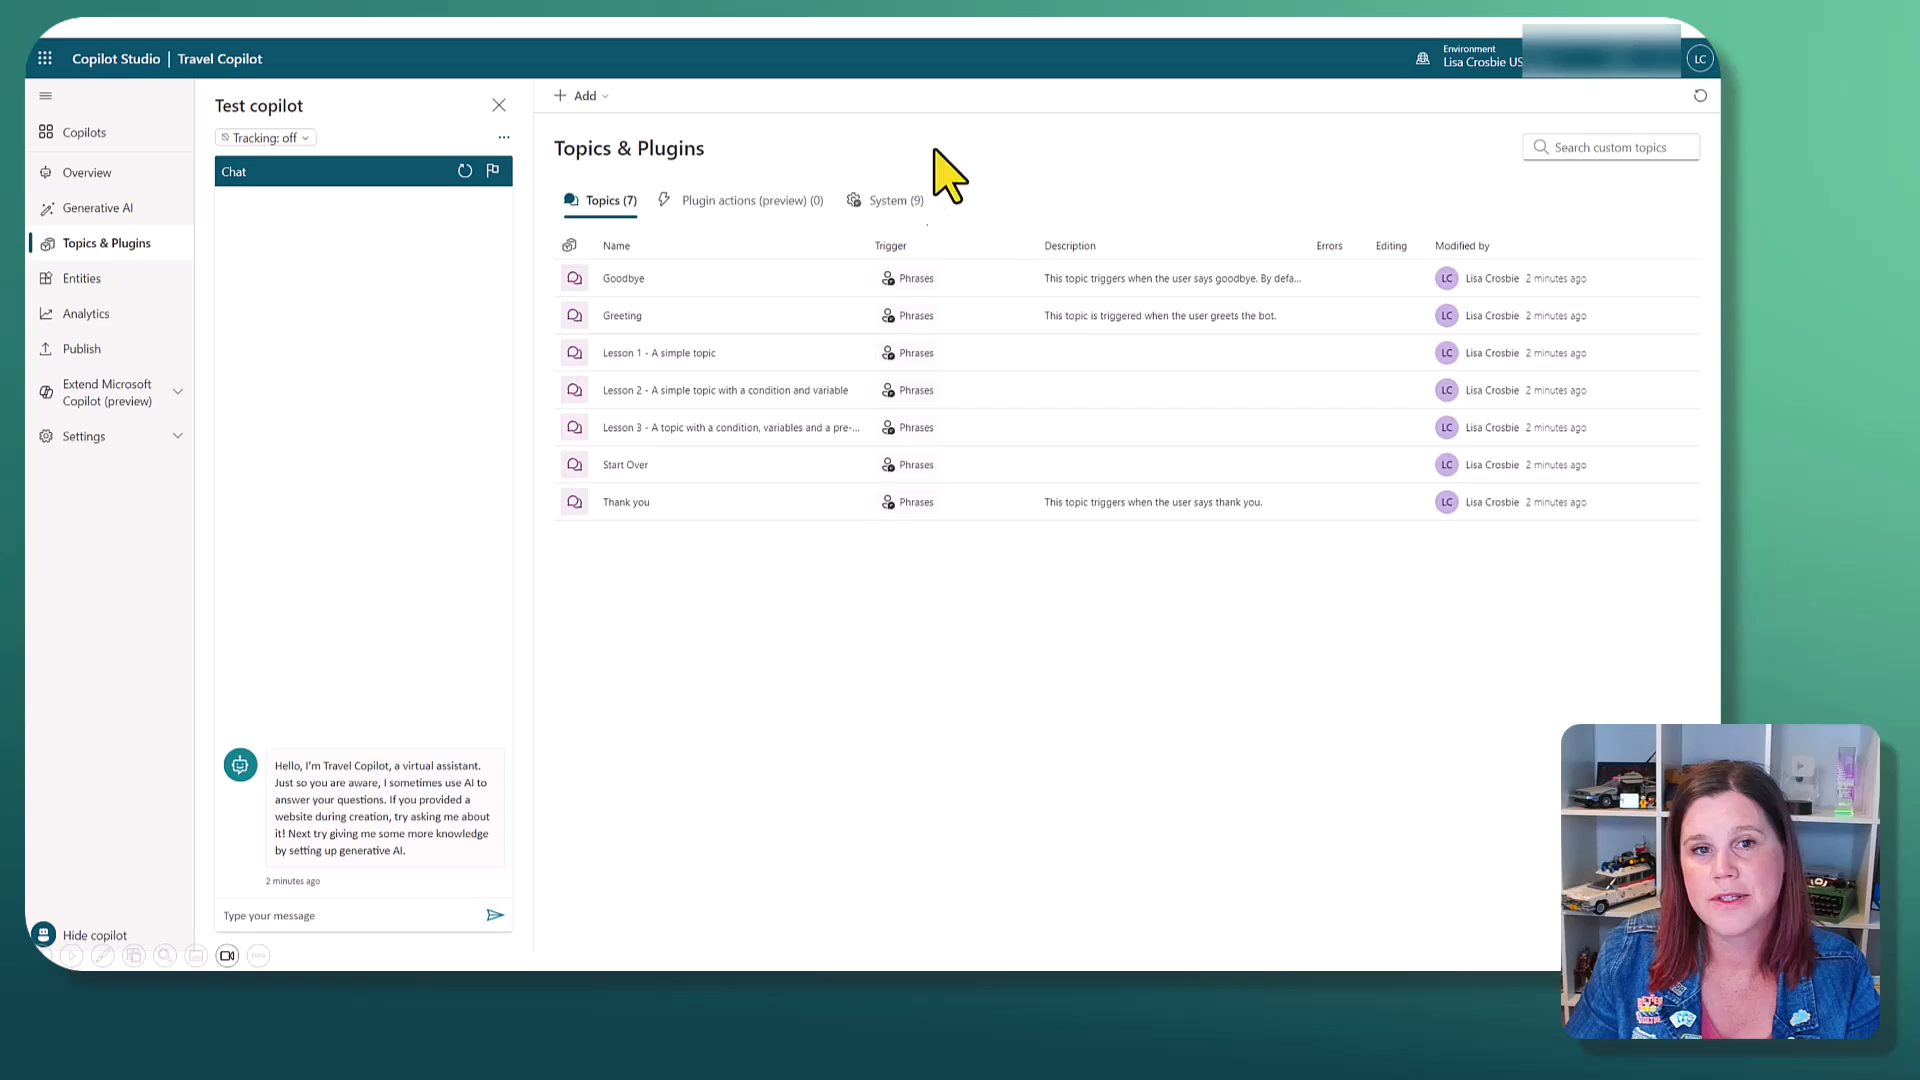 Copilot Studio | Travel Copilot
Environment
Lisa Crosbie US
LC
Copilots
Overview
Generative AI
Topics & Plugins
Entities
Analytics
Publish
Extend Microsoft
Copilot (preview)
Settings
Hide copilot
Test copilot
Tracking: off
Chat
Hello, I'm Travel Copilot, a virtual assistant.
Just so you are aware, I sometimes use AI to
answer your questions. If you provided a
website during creation, try asking me about
it! Next try giving me some more knowledge
by setting up generative AI.
2 minutes ago
Type your message
Add
Topics & Plugins
Search custom topics
Topics (7) Plugin actions (preview) (0) System (9)
Name Trigger Description Errors Editing Modified by
Goodbye Phrases This topic triggers when the user says goodbye. By defa... LC Lisa Crosbie 2 minutes ago
Greeting Phrases This topic is triggered when the user greets the bot. LC Lisa Crosbie 2 minutes ago
Lesson 1 - A simple topic Phrases LC Lisa Crosbie 2 minutes ago
Lesson 2 - A simple topic with a condition and variable Phrases LC Lisa Crosbie 2 minutes ago
Lesson 3 - A topic with a condition, variables and a pre-... Phrases LC Lisa Crosbie 2 minutes ago
Start Over Phrases LC Lisa Crosbie 2 minutes ago
Thank you Phrases This topic triggers when the user says thank you. LC Lisa Crosbie 2 minutes ago